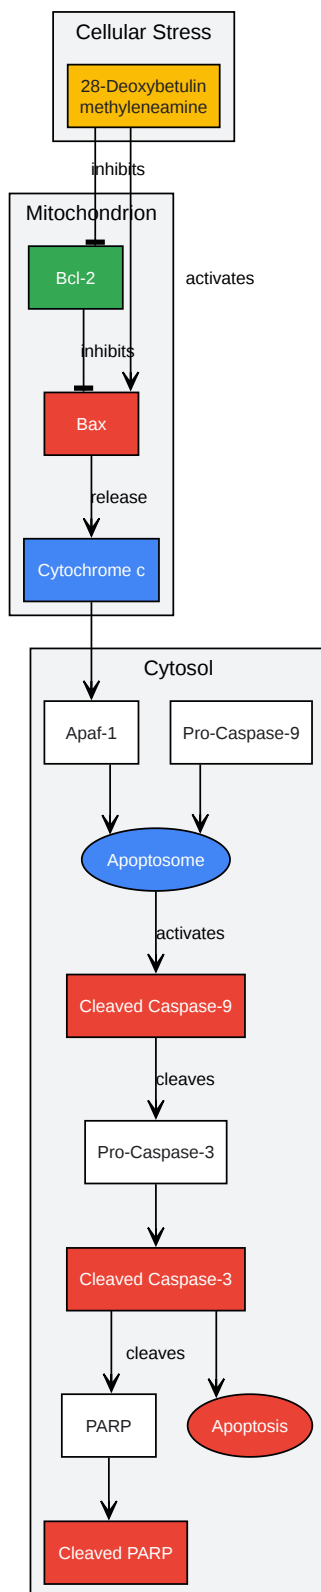 Cellular Stress
28-Deoxybetulin
methyleneamine
inhibits
Mitochondrion
Bcl-2
activates
inhibits
Bax
release
Cytochrome c
Cytosol
Apaf-1
Pro-Caspase-9
Apoptosome
activates
Cleaved Caspase-9
cleaves
Pro-Caspase-3
Cleaved Caspase-3
cleaves
PARP
Apoptosis
Cleaved PARP